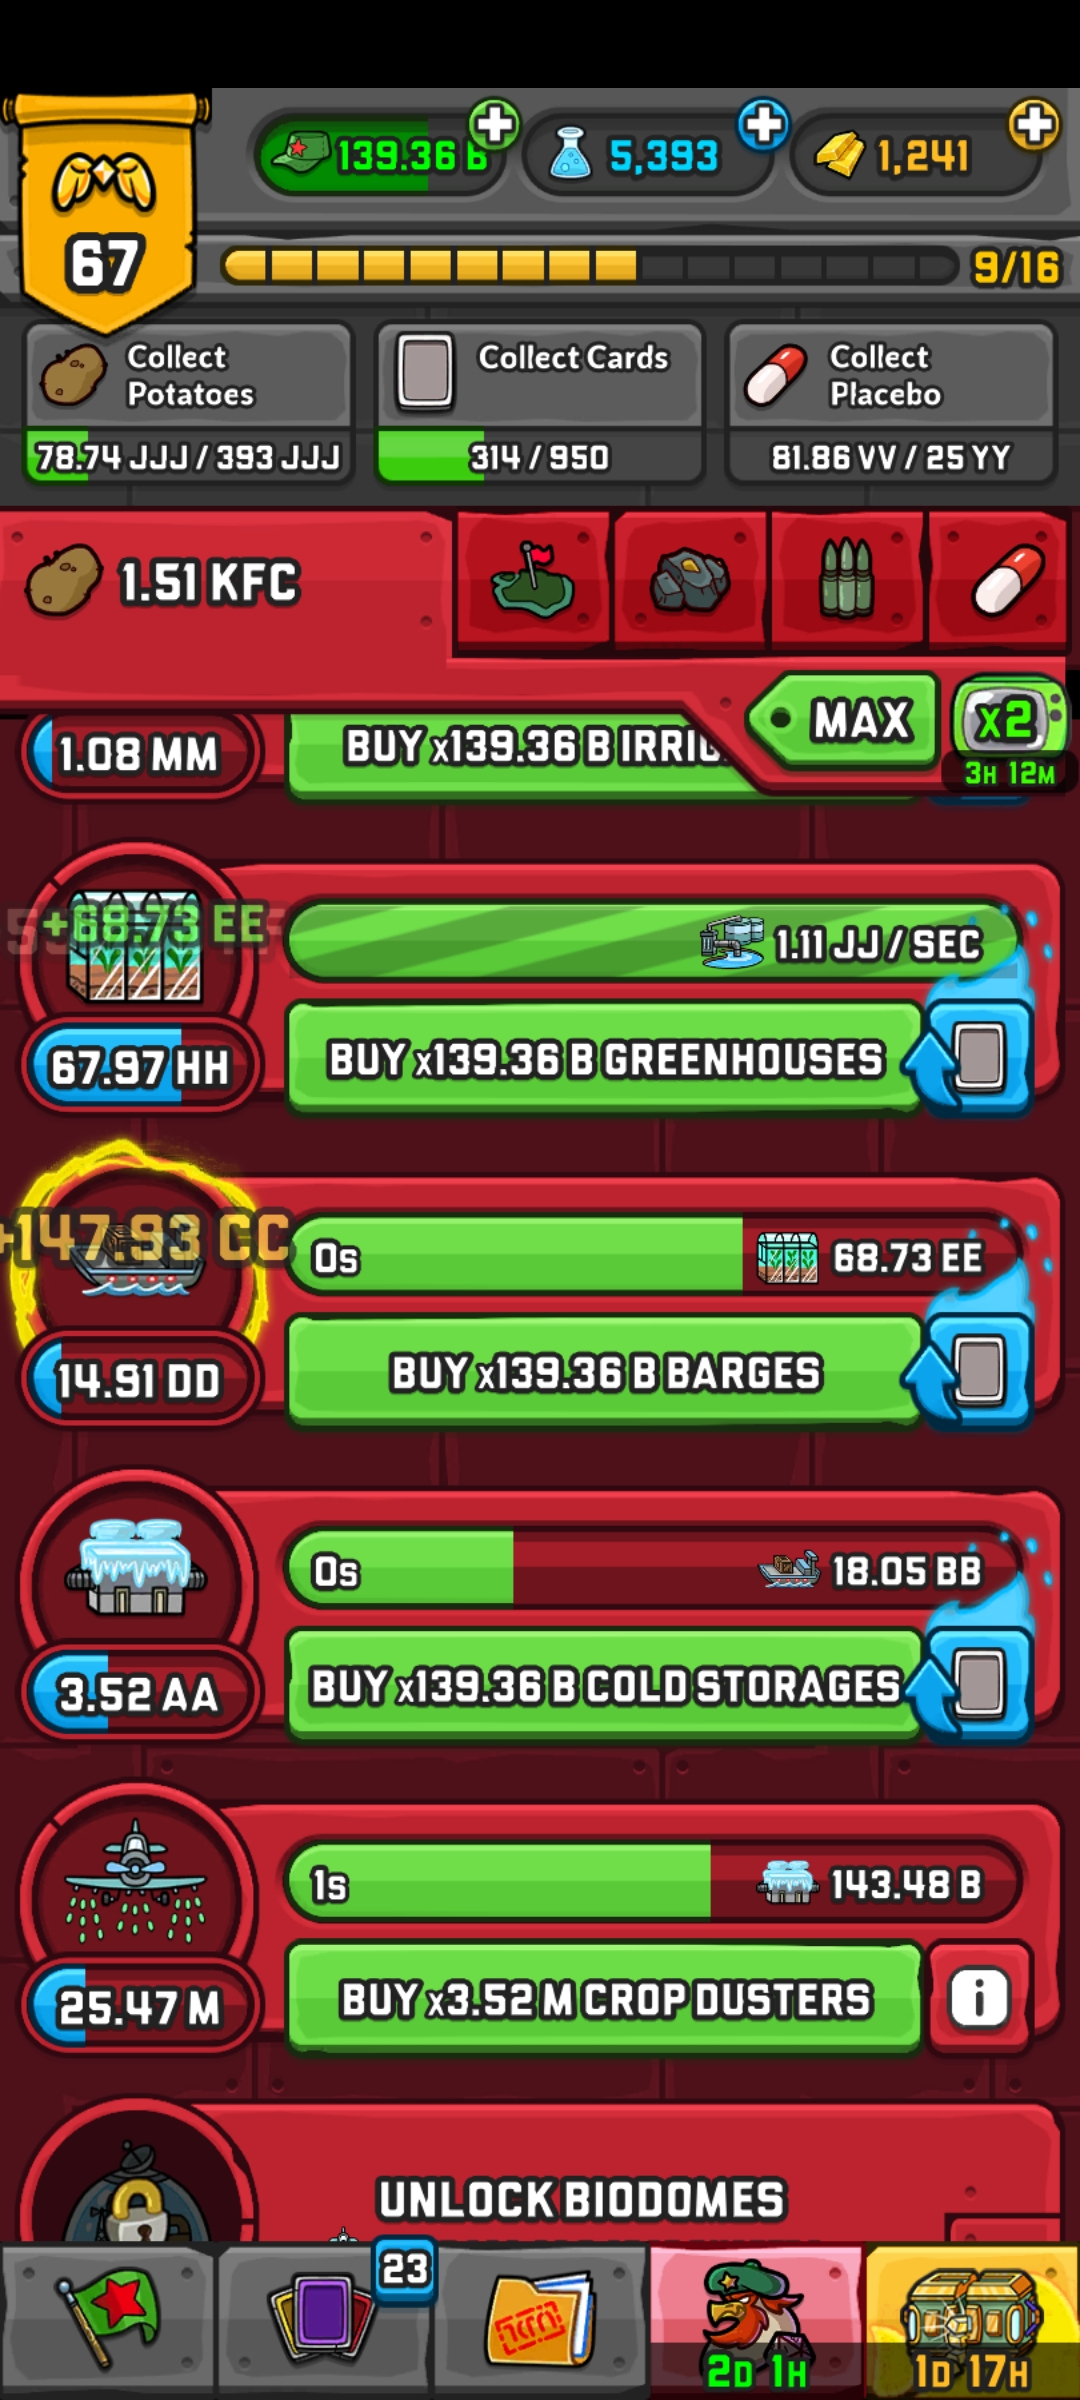 139.36 B
5,393
1,241
67
9/16
Collect
Potatoes
78.74 JJJ / 393 JJJ
Collect Cards
314 / 950
Collect
Placebo
81.86 VV / 25 YY
1.51 KFC
MAX
x2
3H 12M
1.08 MM
BUY x139.36 B IRRIG
+68.73 EE
1.11 JJ / SEC
67.97 HH
BUY x139.36 B GREENHOUSES
+147.93 CC
0s
68.73 EE
14.91 DD
BUY x139.36 B BARGES
0s
18.05 BB
3.52 AA
BUY x139.36 B COLD STORAGES
1s
143.48 B
25.47 M
BUY x3.52 M CROP DUSTERS
i
UNLOCK BIODOMES
23
2D 1H
1D 17H